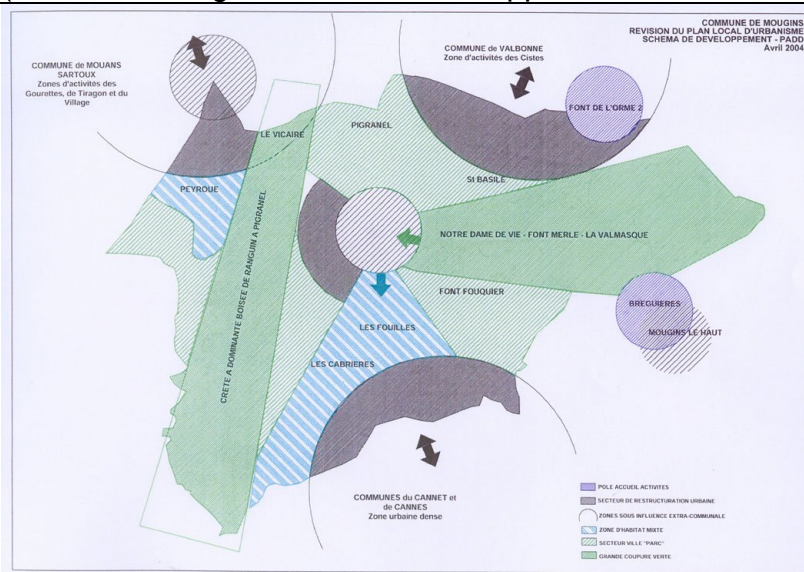 COMMUNE DE MOUGINS
REVISION DU PLAN LOCAL D'URBANISME
SCHEMA DE DEVELOPPEMENT - PADD
Avril 2004
COMMUNE de MOUANS
SARTOUX
Zones d'activités des
Gourettes, de Tiragon et du
Village
COMMUNE de VALBONNE
Zone d'activités des Cistes
FONT DE L'ORME 2
LE VICAIRE
PIGRANEL
PEYROUE
SI BASILE
CRETE A DOMINANTE BOISEE DE RANGUIN A PIGRANEL
NOTRE DAME DE VIE - FONT MERLE - LA VALMASQUE
FONT FOUQUIER
BREGUIERES
MOUGINS LE HAUT
LES FOUILLES
LES CABRIERES
COMMUNES du CANNET et
de CANNES
Zone urbaine dense
POLE ACCUEIL ACTIVITES
SECTEUR DE RESTRUCTURATION URBAINE
ZONES SOUS INFLUENCE EXTRA-COMMUNALE
ZONE D'HABITAT MIXTE
SECTEUR VILLE "PARC"
GRANDE COUPURE VERTE